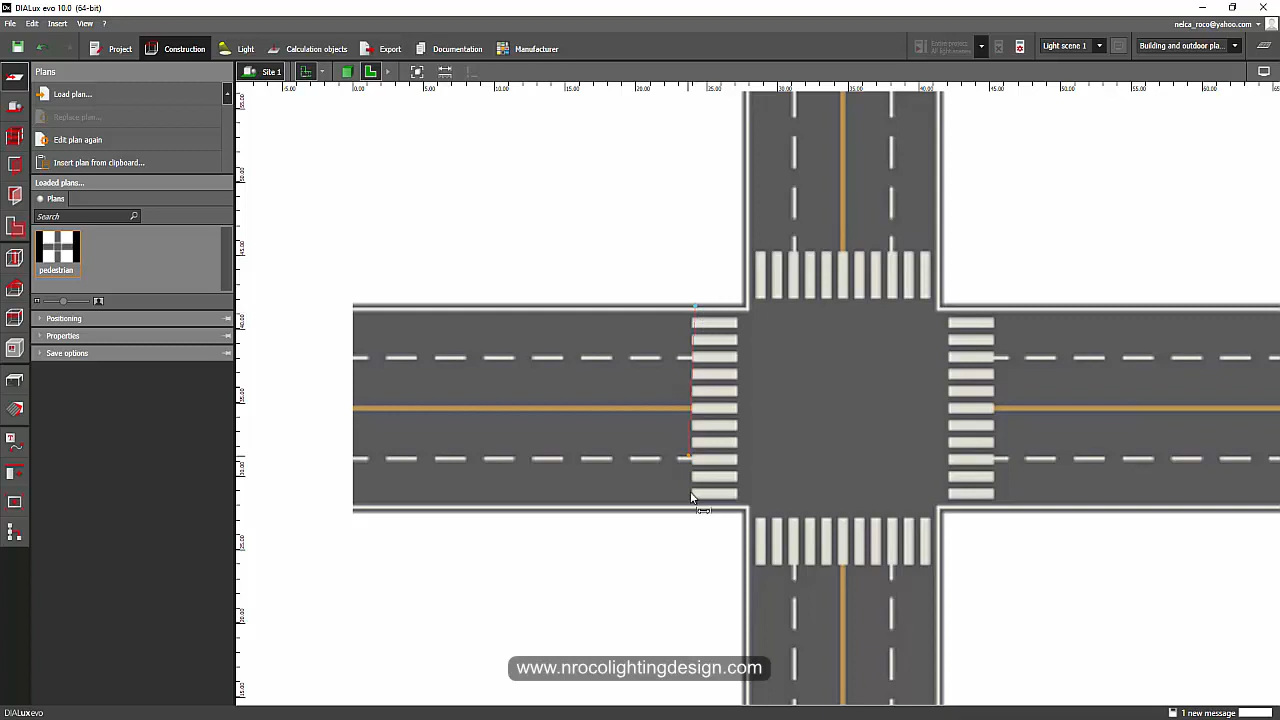 DIALux evo 10.0 (64-bit)
File Edit Insert View ?
nelca_roco@yahoo.com
Project Construction Light Calculation objects Export Documentation Manufacturer
Light scene 1
Building and outdoor pla...
Plans
Site 1
Load plan...
Replace plan...
Edit plan again
Insert plan from clipboard...
Loaded plans...
Plans
Search
pedestrian
Positioning
Properties
Save options
www.nrocolightingdesign.com
DIALuxevo
1 new message